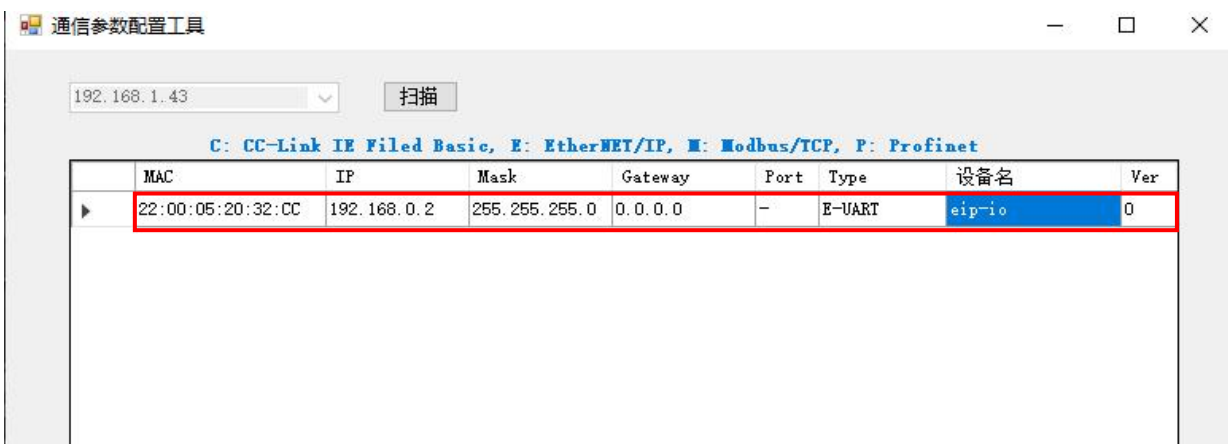 通信参数配置工具
192.168.1.43 扫描
C: CC-Link IE Filed Basic, E: EtherNET/IP, M: Modbus/TCP, P: Profinet
MAC IP Mask Gateway Port Type 设备名 Ver
22:00:05:20:32:CC 192.168.0.2 255.255.255.0 0.0.0.0 - E-UART eip-io 0